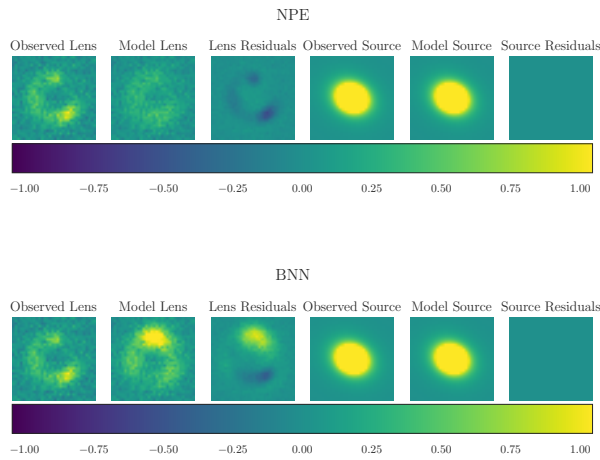 NPE
Observed Lens Model Lens Lens Residuals Observed Source Model Source Source Residuals
−1.00 −0.75 −0.50 −0.25 0.00 0.25 0.50 0.75 1.00
BNN
Observed Lens Model Lens Lens Residuals Observed Source Model Source Source Residuals
−1.00 −0.75 −0.50 −0.25 0.00 0.25 0.50 0.75 1.00